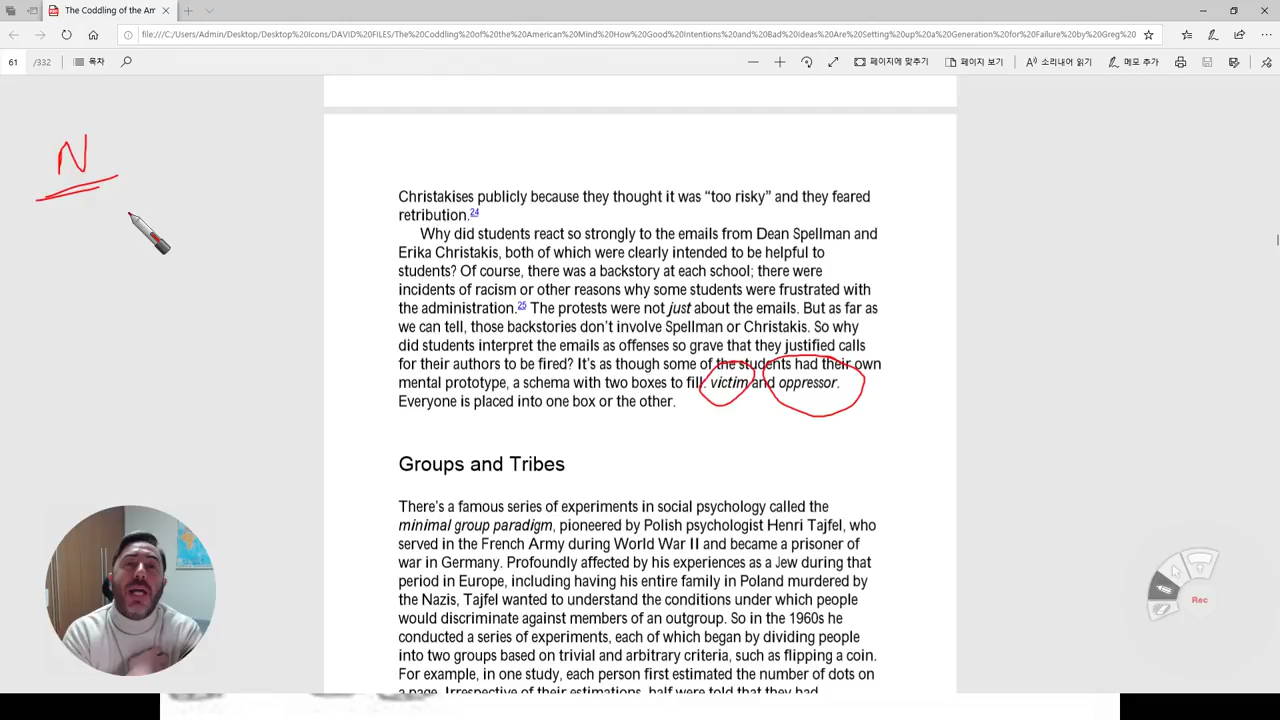 The Coddling of the Am
file:///C:/Users/Admin/Desktop/Desktop%20Icons/DAVID%20FILES/The%20Coddling%20of%20the%20American%20Mind%20How%20Good%20Intentions%20and%20Bad%20Ideas%20Are%20Setting%20up%20a%20Generation%20for%20Failure%20by%20Greg%20
61 /332 목차 페이지에 맞추기 페이지 보기 소리내어 읽기 메모 추가
N
Christakises publicly because they thought it was “too risky” and they feared
retribution.24
Why did students react so strongly to the emails from Dean Spellman and
Erika Christakis, both of which were clearly intended to be helpful to
students? Of course, there was a backstory at each school; there were
incidents of racism or other reasons why some students were frustrated with
the administration.25 The protests were not just about the emails. But as far as
we can tell, those backstories don’t involve Spellman or Christakis. So why
did students interpret the emails as offenses so grave that they justified calls
for their authors to be fired? It’s as though some of the students had their own
mental prototype, a schema with two boxes to fill: victim and oppressor.
Everyone is placed into one box or the other.
Groups and Tribes
There’s a famous series of experiments in social psychology called the
minimal group paradigm, pioneered by Polish psychologist Henri Tajfel, who
served in the French Army during World War II and became a prisoner of
war in Germany. Profoundly affected by his experiences as a Jew during that
period in Europe, including having his entire family in Poland murdered by
the Nazis, Tajfel wanted to understand the conditions under which people
would discriminate against members of an outgroup. So in the 1960s he
conducted a series of experiments, each of which began by dividing people
into two groups based on trivial and arbitrary criteria, such as flipping a coin.
For example, in one study, each person first estimated the number of dots on
a page. Irrespective of their estimations, half were told that they had
Rec